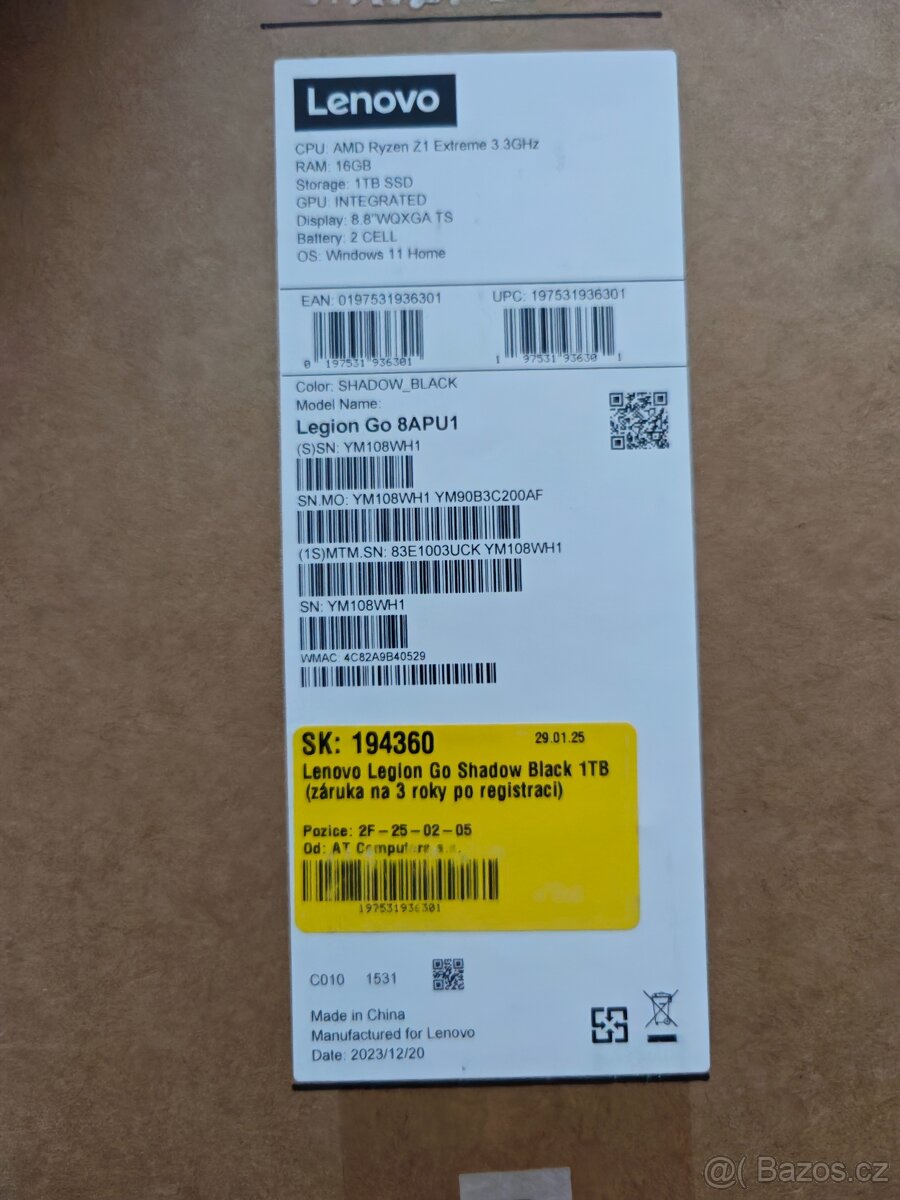 Lenovo
CPU: AMD Ryzen Z1 Extreme 3.3GHz
RAM: 16GB
Storage: 1TB SSD
GPU: INTEGRATED
Display: 8.8"WQXGA TS
Battery: 2 CELL
OS: Windows 11 Home
EAN: 0197531936301 UPC: 197531936301
0 197531 936301 1 97531 93630 1
Color: SHADOW_BLACK
Model Name:
Legion Go 8APU1
(S)SN: YM108WH1
SN.MO: YM108WH1 YM90B3C200AF
(1S)MTM.SN: 83E1003UCK YM108WH1
SN: YM108WH1
WMAC: 4C82A9B40529
SK: 194360 29.01.25
Lenovo Legion Go Shadow Black 1TB
(záruka na 3 roky po registraci)
Pozice: 2F-25-02-05
Od: AT Computers a.s.
197531936301
C010 1531
Made in China
Manufactured for Lenovo
Date: 2023/12/20
@( Bazos.cz